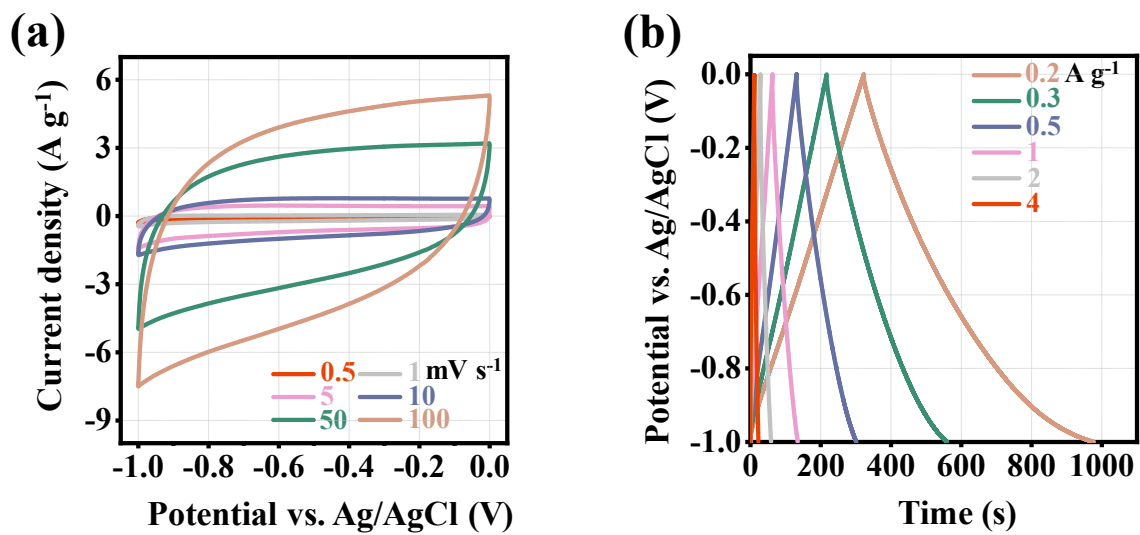 (a)
Current density (A g-1)
6
3
0
-3
-6
-9
0.5 1 mV s-1
5 10
50 100
-1.0 -0.8 -0.6 -0.4 -0.2 0.0
Potential vs. Ag/AgCl (V)
(b)
Potential vs. Ag/AgCl (V)
0.0
-0.2
-0.4
-0.6
-0.8
-1.0
0.2 A g-1
0.3
0.5
1
2
4
0 200 400 600 800 1000
Time (s)